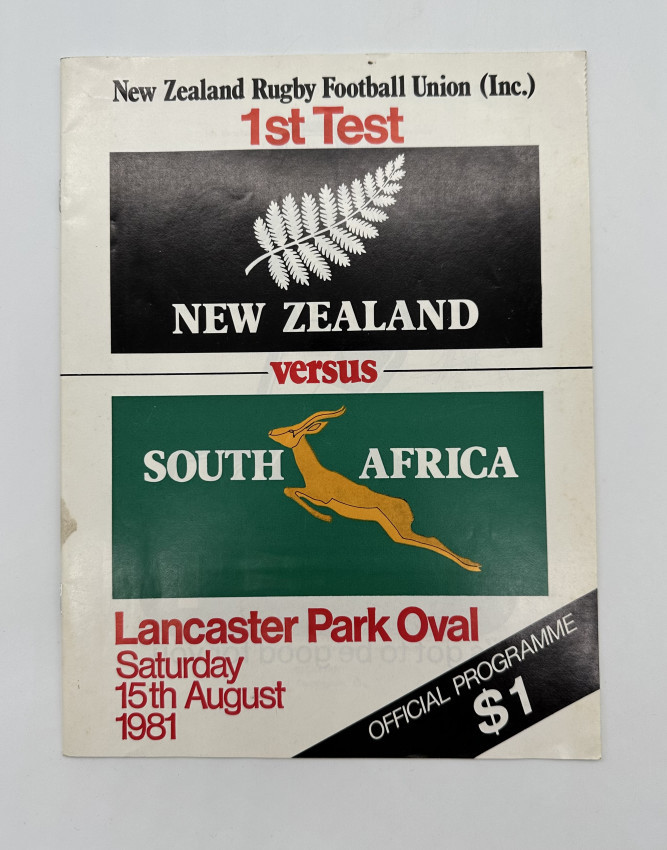 New Zealand Rugby Football Union (Inc.)
1st Test
NEW ZEALAND
versus
SOUTH AFRICA
Lancaster Park Oval
Saturday
15th August
1981
OFFICIAL PROGRAMME
$1